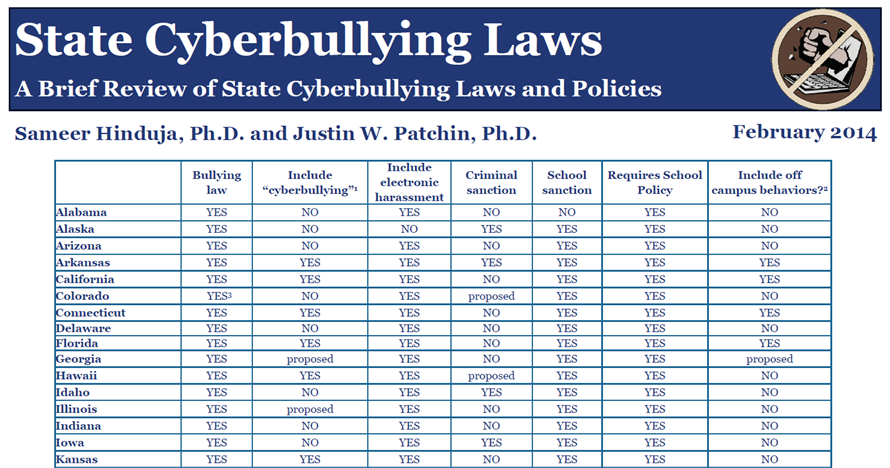 State Cyberbullying Laws
A Brief Review of State Cyberbullying Laws and Policies
Sameer Hinduja, Ph.D. and Justin W. Patchin, Ph.D. February 2014
Bullying law Include “cyberbullying”¹ Include electronic harassment Criminal sanction School sanction Requires School Policy Include off campus behaviors?²
Alabama YES NO YES NO NO YES NO
Alaska YES NO NO YES YES YES NO
Arizona YES NO YES NO YES YES NO
Arkansas YES YES YES YES YES YES YES
California YES YES YES NO YES YES YES
Colorado YES³ NO YES proposed YES YES NO
Connecticut YES YES YES NO YES YES YES
Delaware YES NO YES NO YES YES NO
Florida YES YES YES NO YES YES YES
Georgia YES proposed YES NO YES YES proposed
Hawaii YES YES YES proposed YES YES NO
Idaho YES NO YES YES YES YES NO
Illinois YES proposed YES NO YES YES NO
Indiana YES NO YES NO YES YES NO
Iowa YES NO YES YES YES YES NO
Kansas YES YES YES NO YES YES NO